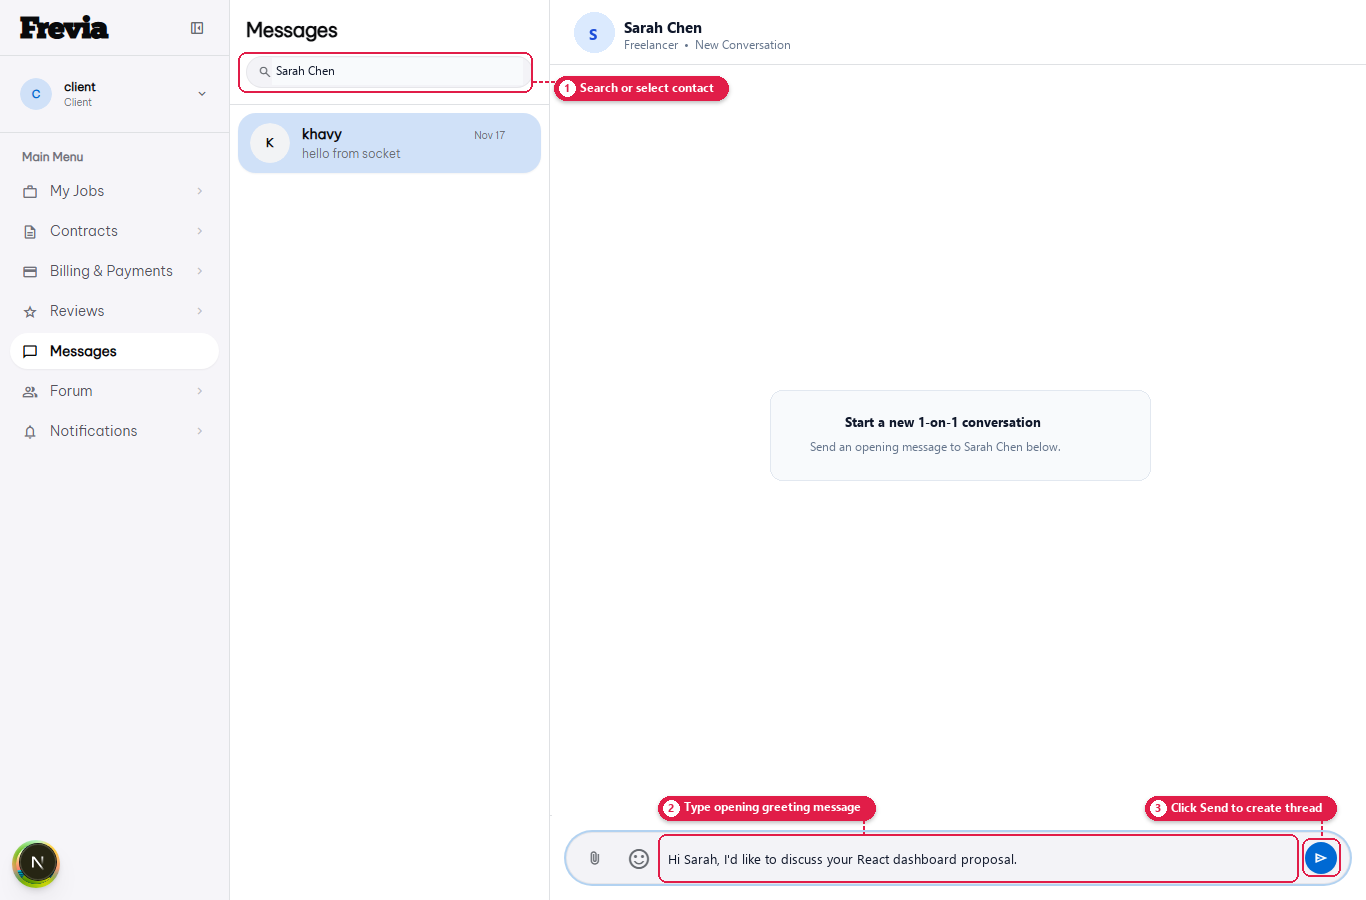 Frevia
C
client
Client
Main Menu
My Jobs
Contracts
Billing & Payments
Reviews
Messages
Forum
Notifications
N
Messages
Sarah Chen
1 Search or select contact
K
khavy
Nov 17
hello from socket
S
Sarah Chen
Freelancer • New Conversation
Start a new 1-on-1 conversation
Send an opening message to Sarah Chen below.
2 Type opening greeting message
3 Click Send to create thread
Hi Sarah, I'd like to discuss your React dashboard proposal.